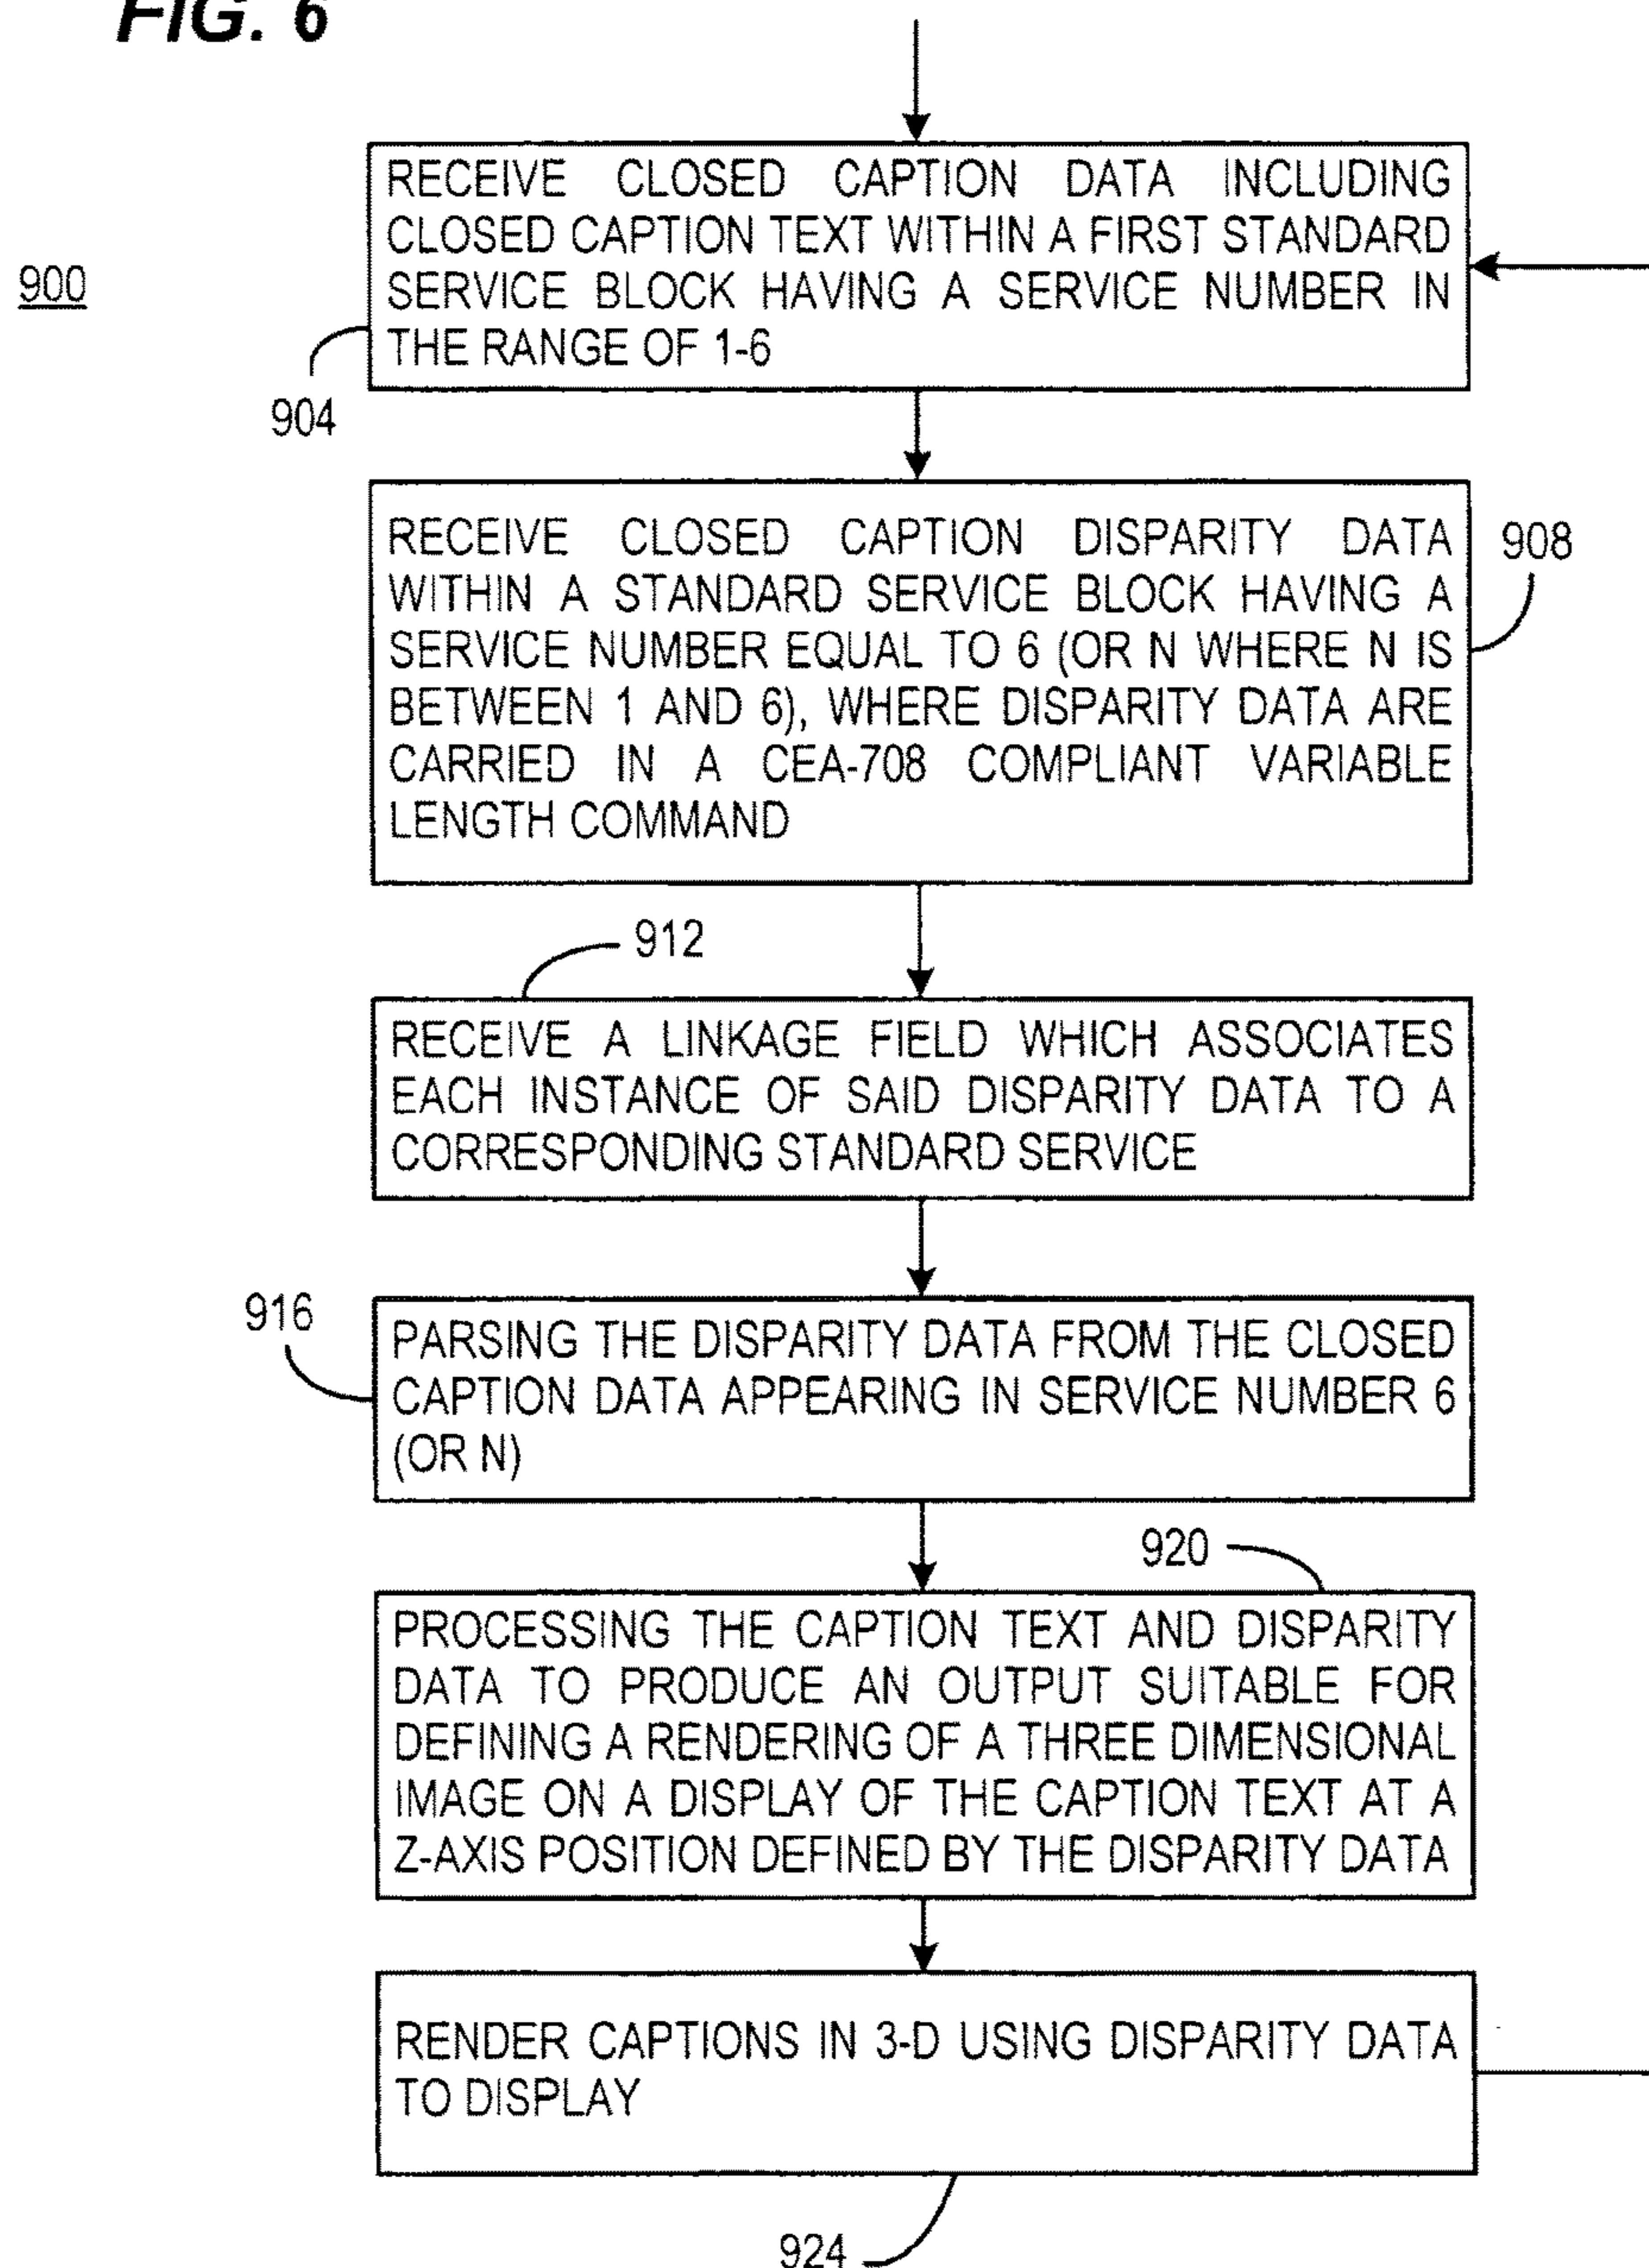 FIG. 6
900
RECEIVE CLOSED CAPTION DATA INCLUDING
CLOSED CAPTION TEXT WITHIN A FIRST STANDARD
SERVICE BLOCK HAVING A SERVICE NUMBER IN
THE RANGE OF 1-6
904
RECEIVE CLOSED CAPTION DISPARITY DATA
WITHIN A STANDARD SERVICE BLOCK HAVING A
SERVICE NUMBER EQUAL TO 6 (OR N WHERE N IS
BETWEEN 1 AND 6), WHERE DISPARITY DATA ARE
CARRIED IN A CEA-708 COMPLIANT VARIABLE
LENGTH COMMAND
908
912
RECEIVE A LINKAGE FIELD WHICH ASSOCIATES
EACH INSTANCE OF SAID DISPARITY DATA TO A
CORRESPONDING STANDARD SERVICE
916
PARSING THE DISPARITY DATA FROM THE CLOSED
CAPTION DATA APPEARING IN SERVICE NUMBER 6
(OR N)
920
PROCESSING THE CAPTION TEXT AND DISPARITY
DATA TO PRODUCE AN OUTPUT SUITABLE FOR
DEFINING A RENDERING OF A THREE DIMENSIONAL
IMAGE ON A DISPLAY OF THE CAPTION TEXT AT A
Z-AXIS POSITION DEFINED BY THE DISPARITY DATA
RENDER CAPTIONS IN 3-D USING DISPARITY DATA
TO DISPLAY
924